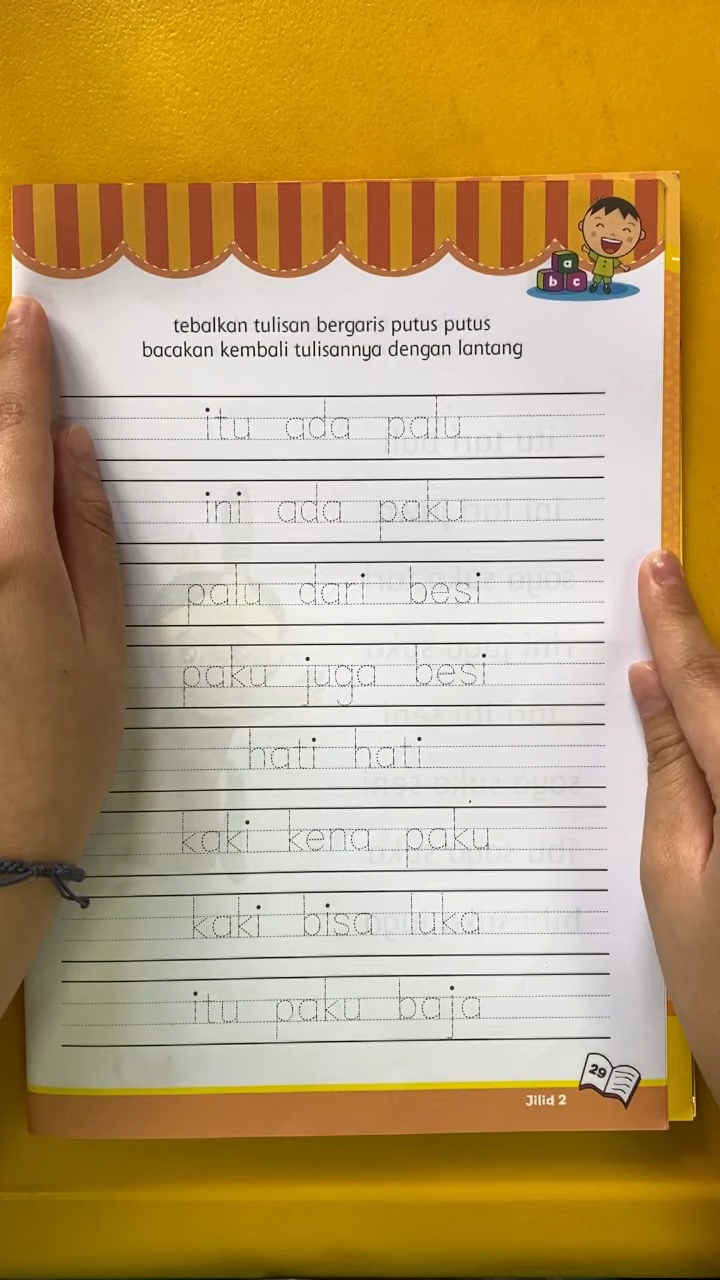 a
b c
tebalkan tulisan bergaris putus putus
bacakan kembali tulisannya dengan lantang
itu ada palu
ini ada paku
palu dari besi
paku juga besi
hati hati
kaki kena paku
kaki bisa luka
itu paku baja
29
Jilid 2